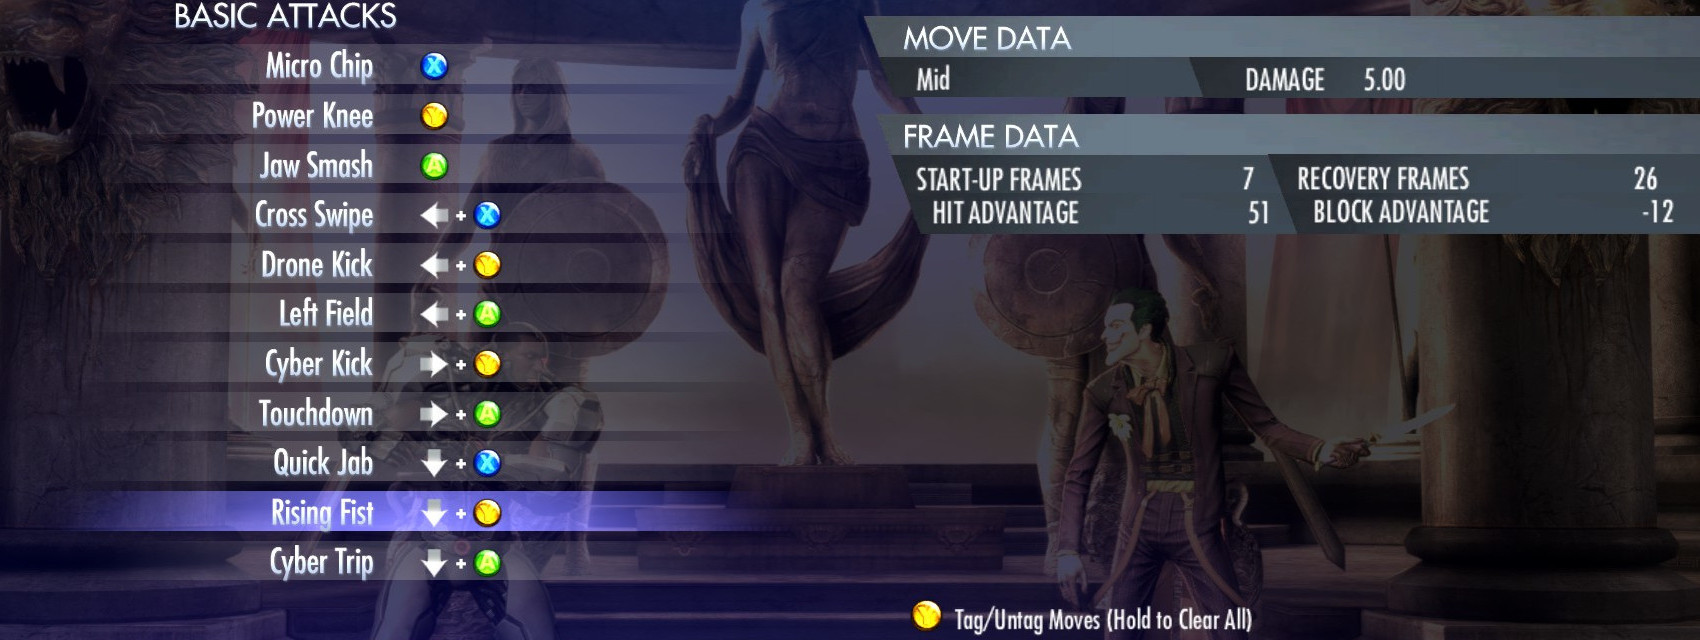 BASIC ATTACKS
Micro Chip X
Power Knee Y
Jaw Smash A
Cross Swipe + X
Drone Kick + Y
Left Field + A
Cyber Kick + Y
Touchdown + A
Quick Jab + X
Rising Fist + Y
Cyber Trip + A
MOVE DATA
Mid DAMAGE 5.00
FRAME DATA
START-UP FRAMES 7 RECOVERY FRAMES 26
HIT ADVANTAGE 51 BLOCK ADVANTAGE -12
Y Tag/Untag Moves (Hold to Clear All)